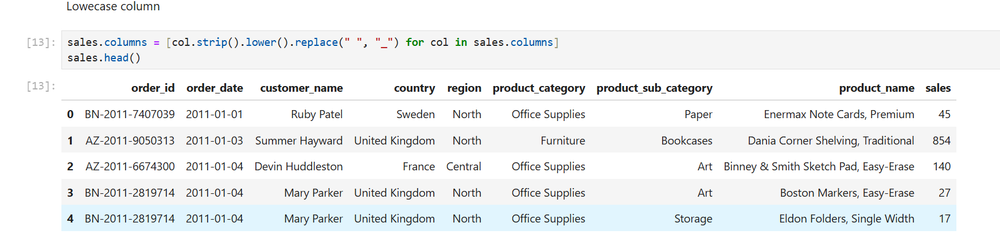 Lowecase column
[13]: sales.columns = [col.strip().lower().replace(" ", "_") for col in sales.columns]
sales.head()
[13]: order_id order_date customer_name country region product_category product_sub_category product_name sales
0 BN-2011-7407039 2011-01-01 Ruby Patel Sweden North Office Supplies Paper Enermax Note Cards, Premium 45
1 AZ-2011-9050313 2011-01-03 Summer Hayward United Kingdom North Furniture Bookcases Dania Corner Shelving, Traditional 854
2 AZ-2011-6674300 2011-01-04 Devin Huddleston France Central Office Supplies Art Binney & Smith Sketch Pad, Easy-Erase 140
3 BN-2011-2819714 2011-01-04 Mary Parker United Kingdom North Office Supplies Art Boston Markers, Easy-Erase 27
4 BN-2011-2819714 2011-01-04 Mary Parker United Kingdom North Office Supplies Storage Eldon Folders, Single Width 17